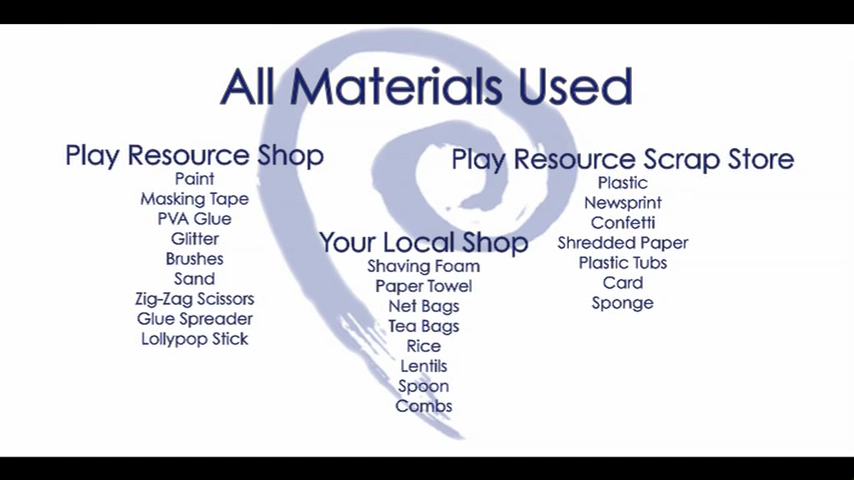 All Materials Used
Play Resource Shop
Paint
Masking Tape
PVA Glue
Glitter
Brushes
Sand
Zig-Zag Scissors
Glue Spreader
Lollypop Stick
Your Local Shop
Shaving Foam
Paper Towel
Net Bags
Tea Bags
Rice
Lentils
Spoon
Combs
Play Resource Scrap Store
Plastic
Newsprint
Confetti
Shredded Paper
Plastic Tubs
Card
Sponge